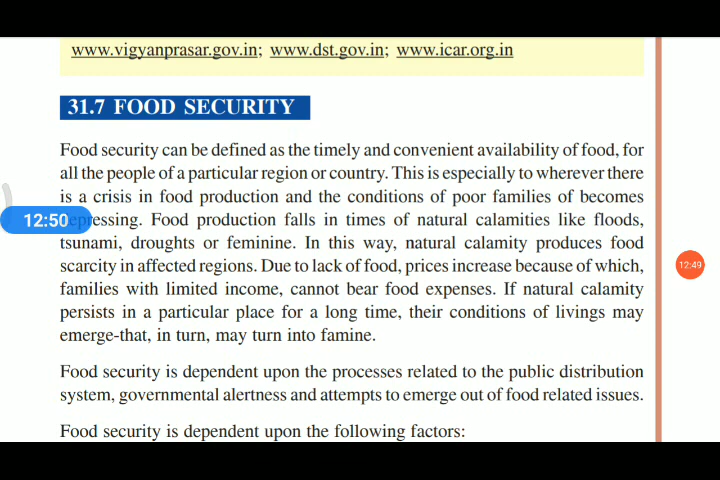 www.vigyanprasar.gov.in; www.dst.gov.in; www.icar.org.in
31.7 FOOD SECURITY
Food security can be defined as the timely and convenient availability of food, for
all the people of a particular region or country. This is especially to wherever there
is a crisis in food production and the conditions of poor families of becomes
12:50
pressing. Food production falls in times of natural calamities like floods,
tsunami, droughts or feminine. In this way, natural calamity produces food
scarcity in affected regions. Due to lack of food, prices increase because of which,
12:49
families with limited income, cannot bear food expenses. If natural calamity
persists in a particular place for a long time, their conditions of livings may
emerge-that, in turn, may turn into famine.
Food security is dependent upon the processes related to the public distribution
system, governmental alertness and attempts to emerge out of food related issues.
Food security is dependent upon the following factors: